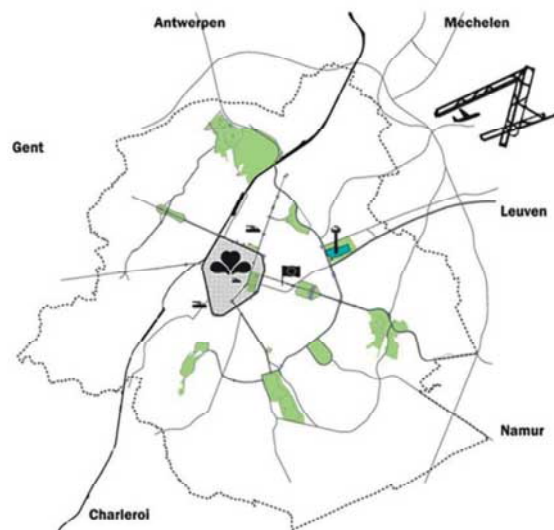 Antwerpen
Mechelen
Gent
Leuven
Namur
Charleroi